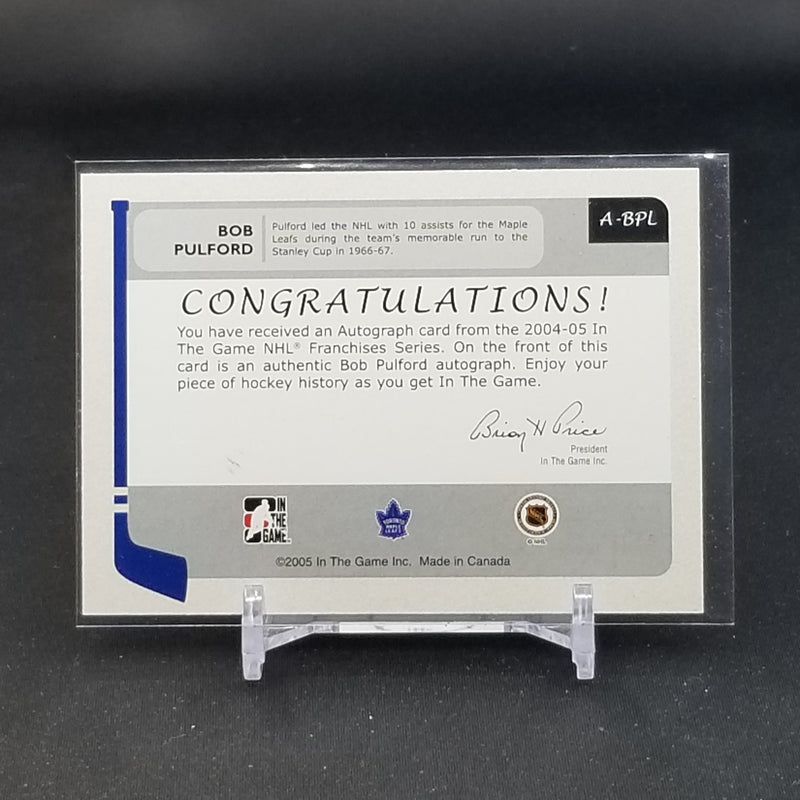 BOB
PULFORD
Pulford led the NHL with 10 assists for the Maple
Leafs during the team's memorable run to the
Stanley Cup in 1966-67.
A-BPL
CONGRATULATIONS!
You have received an Autograph card from the 2004-05 In
The Game NHL® Franchises Series. On the front of this
card is an authentic Bob Pulford autograph. Enjoy your
piece of hockey history as you get In The Game.
Brian H Price
President
In The Game Inc.
IN
THE
GAME
TORONTO
MAPLE
LEAFS
© NHL
©2005 In The Game Inc. Made in Canada